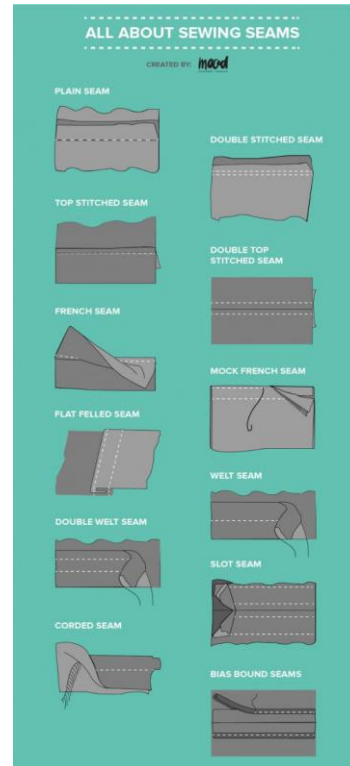 ALL ABOUT SEWING SEAMS
CREATED BY: mood
PLAIN SEAM
DOUBLE STITCHED SEAM
TOP STITCHED SEAM
DOUBLE TOP
STITCHED SEAM
FRENCH SEAM
MOCK FRENCH SEAM
FLAT FELLED SEAM
WELT SEAM
DOUBLE WELT SEAM
SLOT SEAM
CORDED SEAM
BIAS BOUND SEAMS